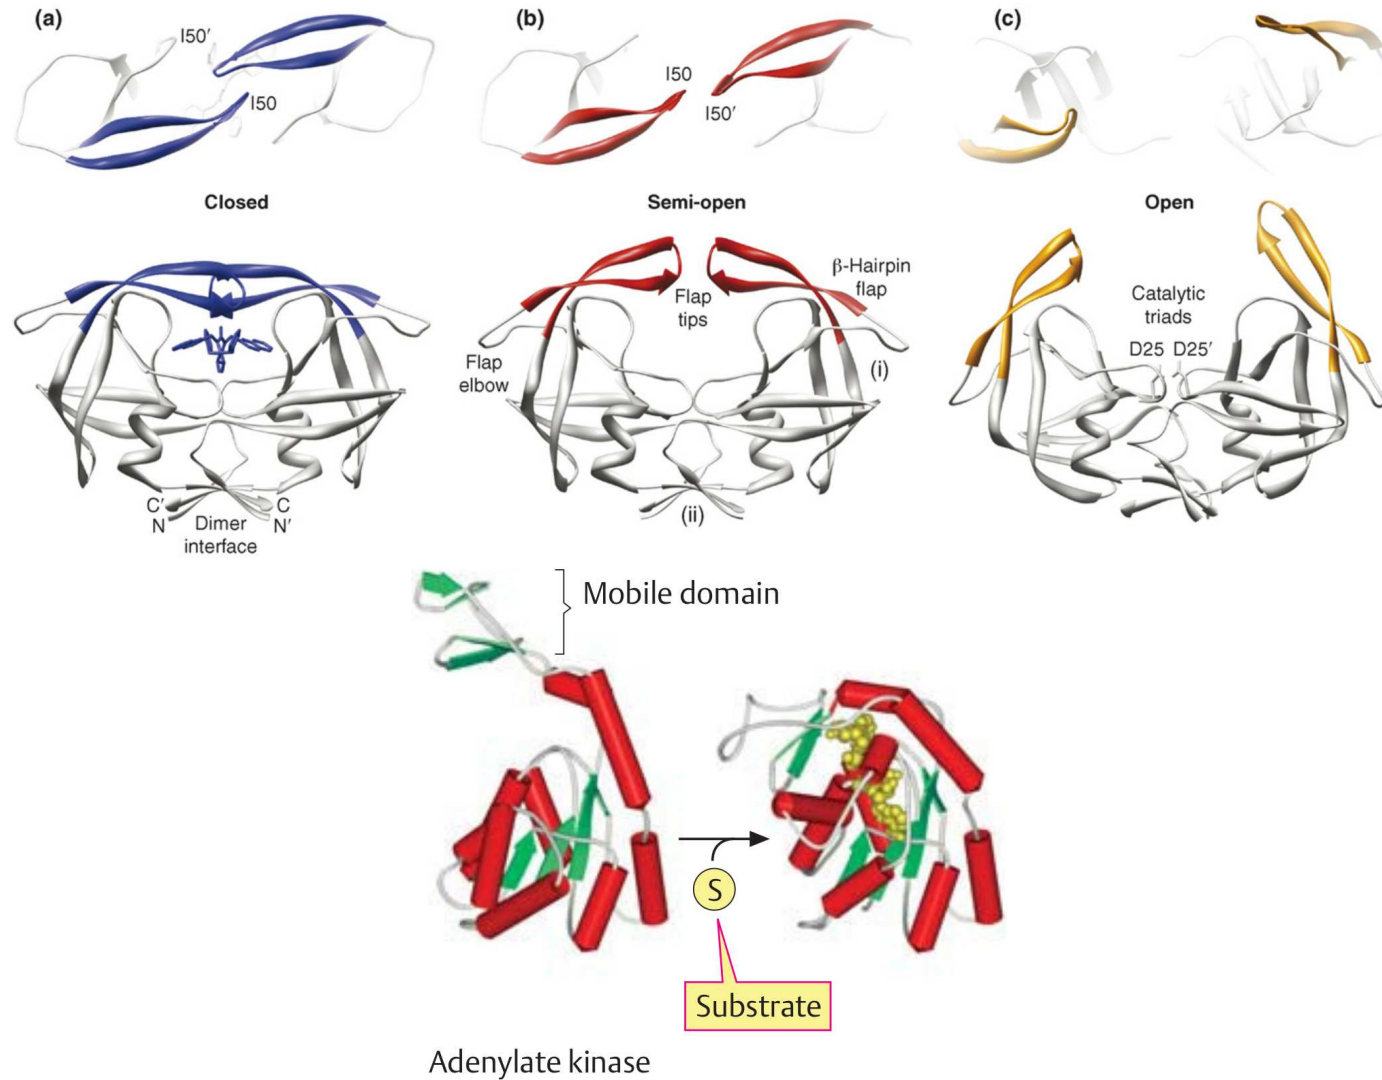 (a)
I50′
I50
Closed
C′
N
Dimer
interface
C
N′
(b)
I50
I50′
Semi-open
β-Hairpin
flap
Flap
tips
Flap
elbow
(i)
(ii)
(c)
Open
Catalytic
triads
D25 D25′
Mobile domain
S
Substrate
Adenylate kinase